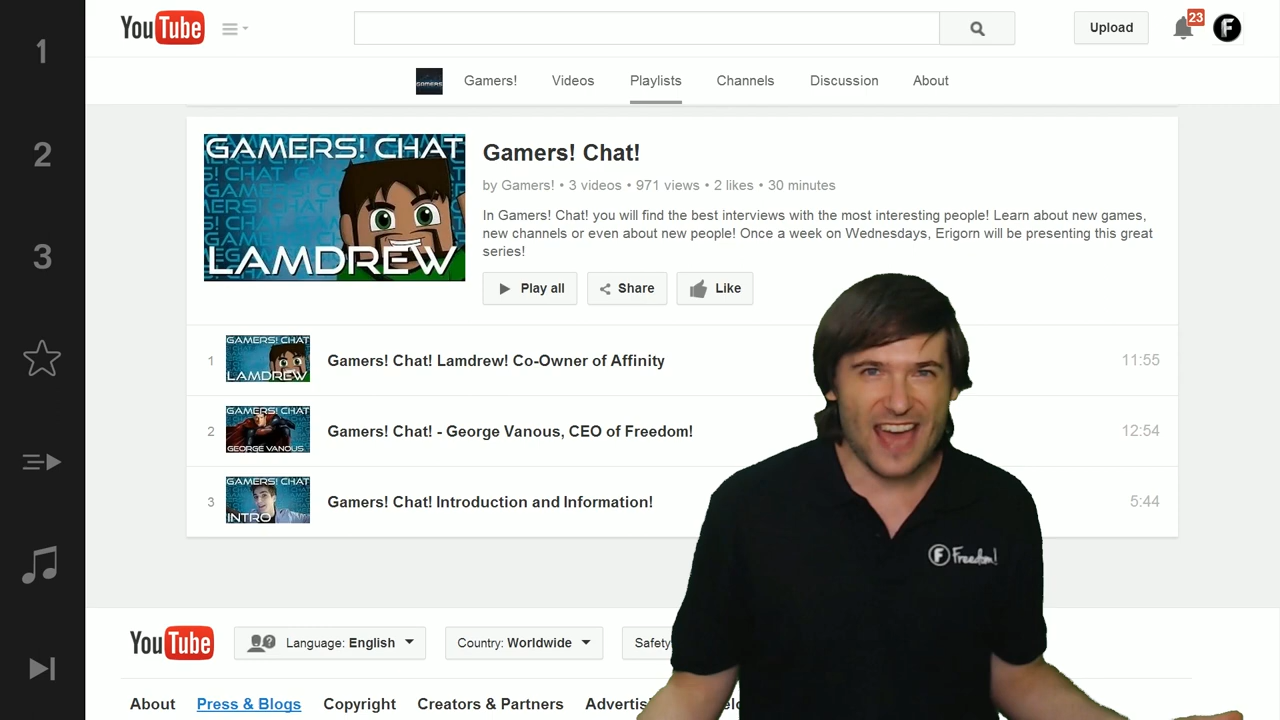 1
2
3
YouTube
Upload
23
F
GAMERS
Gamers!
Videos
Playlists
Channels
Discussion
About
GAMERS! CHAT
LAMDREW
Gamers! Chat!
by Gamers! • 3 videos • 971 views • 2 likes • 30 minutes
In Gamers! Chat! you will find the best interviews with the most interesting people! Learn about new games,
new channels or even about new people! Once a week on Wednesdays, Erigorn will be presenting this great
series!
Play all
Share
Like
1
GAMERS! CHAT
LAMDREW
Gamers! Chat! Lamdrew! Co-Owner of Affinity
11:55
2
GAMERS! CHAT
GEORGE VANOUS
Gamers! Chat! - George Vanous, CEO of Freedom!
12:54
3
GAMERS! CHAT
INTRO
Gamers! Chat! Introduction and Information!
5:44
F Freedom!
YouTube
Language: English
Country: Worldwide
Safety
About
Press & Blogs
Copyright
Creators & Partners